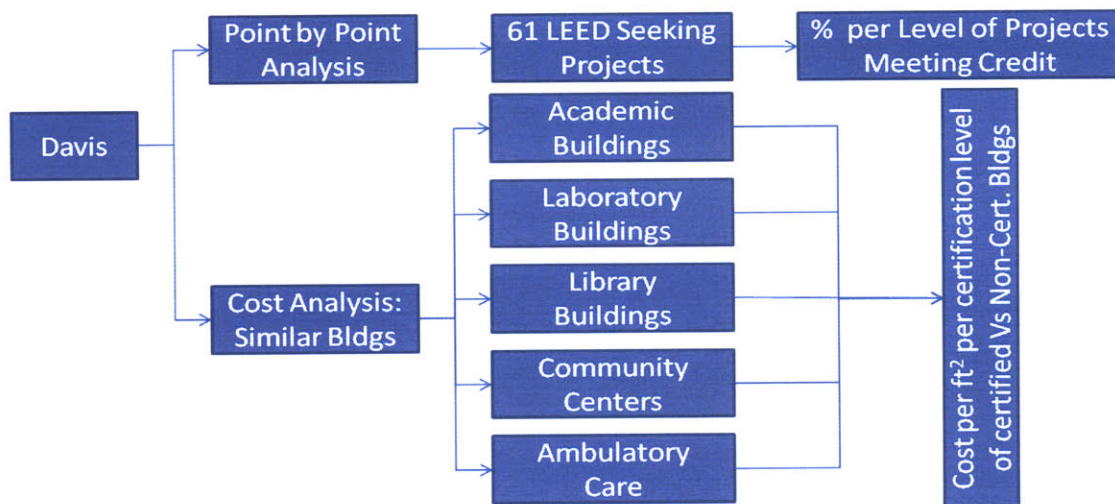 Point by Point
Analysis
61 LEED Seeking
Projects
% per Level of Projects
Meeting Credit
Davis
Academic
Buildings
Laboratory
Buildings
Library
Buildings
Cost Analysis:
Similar Bldgs
Community
Centers
Ambulatory
Care
Cost per ft² per certification level
of certified Vs Non-Cert. Bldgs